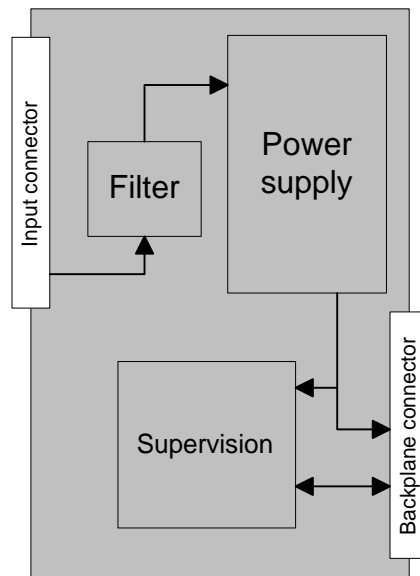 Input connector
Filter
Power
supply
Supervision
Backplane connector